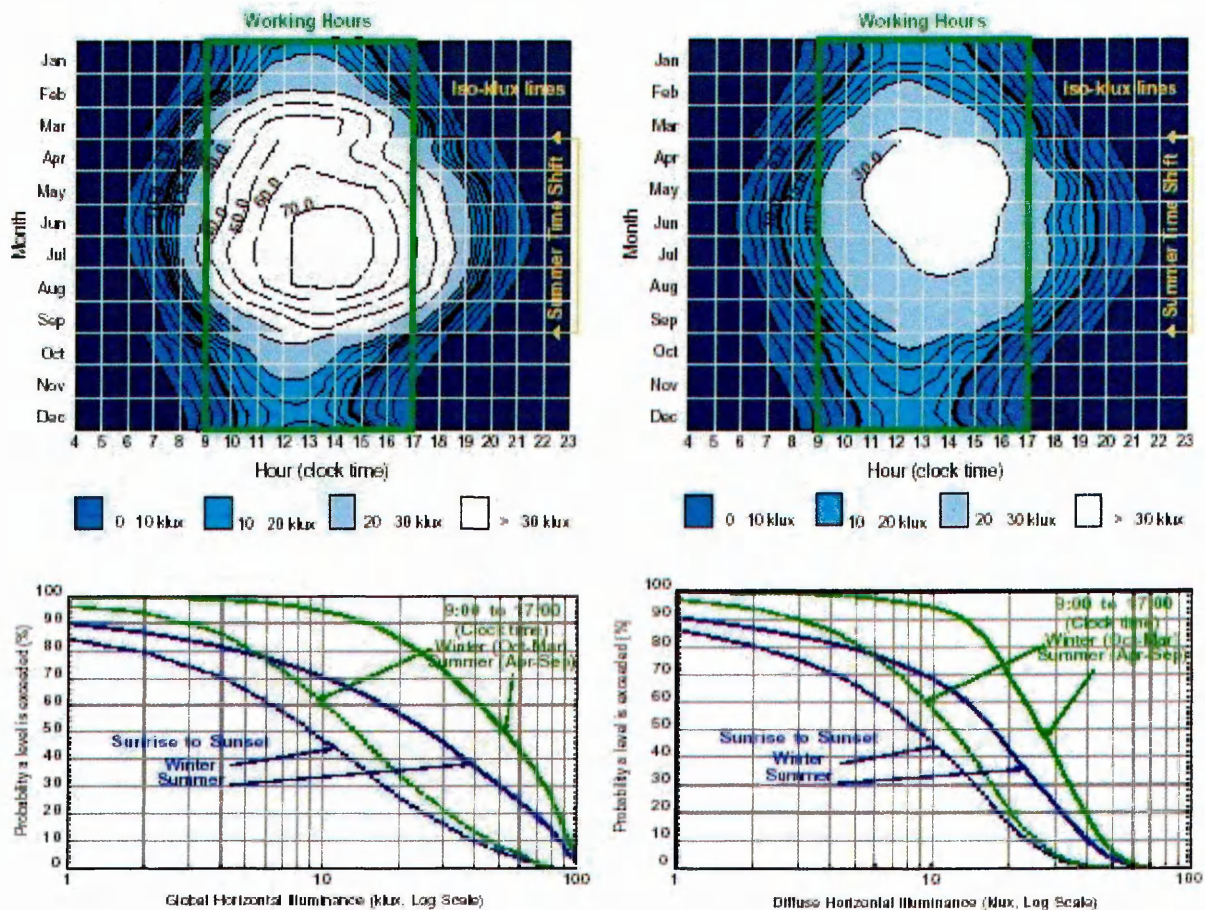 Working Hours
Jan
Feb
Mar
Apr
May
Jun
Jul
Aug
Sep
Oct
Nov
Dec
Month
Iso-klux lines
Summer Time Shift
50.0
60.0
70.0
4 5 6 7 8 9 10 11 12 13 14 15 16 17 18 19 20 21 22 23
Hour (clock time)
0 10 klux
10 20 klux
20 30 klux
> 30 klux
Working Hours
Jan
Feb
Mar
Apr
May
Jun
Jul
Aug
Sep
Oct
Nov
Dec
Month
Iso-klux lines
Summer Time Shift
30.0
4 5 6 7 8 9 10 11 12 13 14 15 16 17 18 19 20 21 22 23
Hour (clock time)
0 10 klux
10 20 klux
20 30 klux
> 30 klux
Probability a level is exceeded (%)
100
90
80
70
60
50
40
30
20
10
0
9:00 to 17:00
(Clock time)
Winter (Oct-Mar)
Summer (Apr-Sep)
Sunrise to Sunset
Winter
Summer
1 10 100
Global Horizontal Illuminance (klux, Log Scale)
Probability a level is exceeded (%)
100
90
80
70
60
50
40
30
20
10
0
9:00 to 17:00
(Clock time)
Winter (Oct-Mar)
Summer (Apr-Sep)
Sunrise to Sunset
Winter
Summer
1 10 100
Diffuse Horizontal Illuminance (klux, Log Scale)